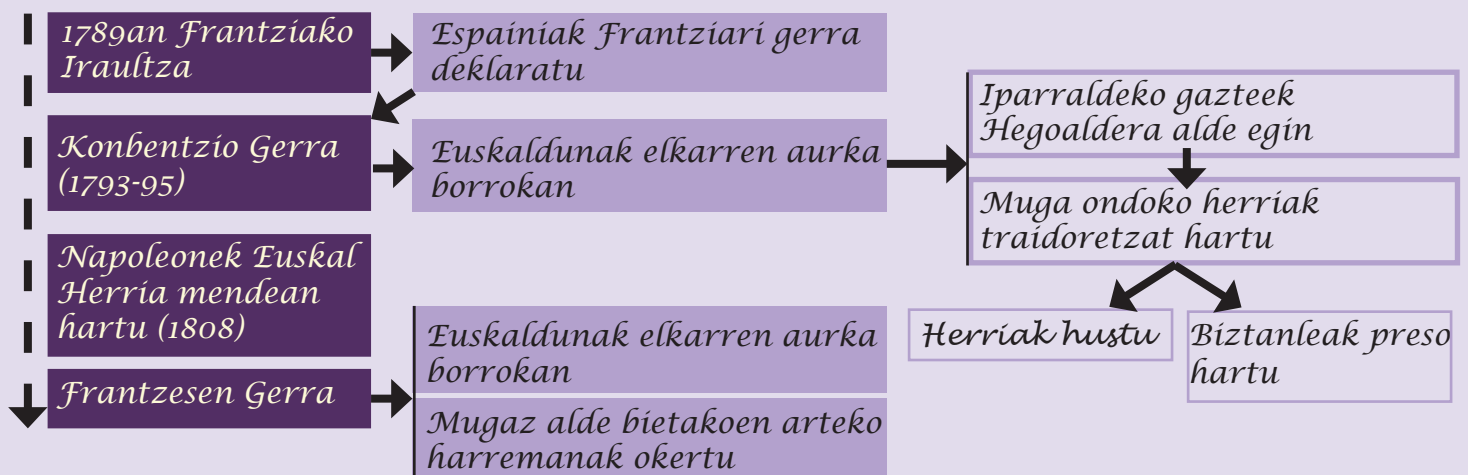 1789an Frantziako
Iraultza
Espainiak Frantziari gerra
deklaratu
Konbentzio Gerra
(1793-95)
Euskaldunak elkarren aurka
borrokan
Iparraldeko gazteek
Hegoaldera alde egin
Muga ondoko herriak
traidoretzat hartu
Herriak hustu
Biztanleak preso
hartu
Napoleonek Euskal
Herria mendean
hartu (1808)
Frantzesen Gerra
Euskaldunak elkarren aurka
borrokan
Mugaz alde bietakoen arteko
harremanak okertu